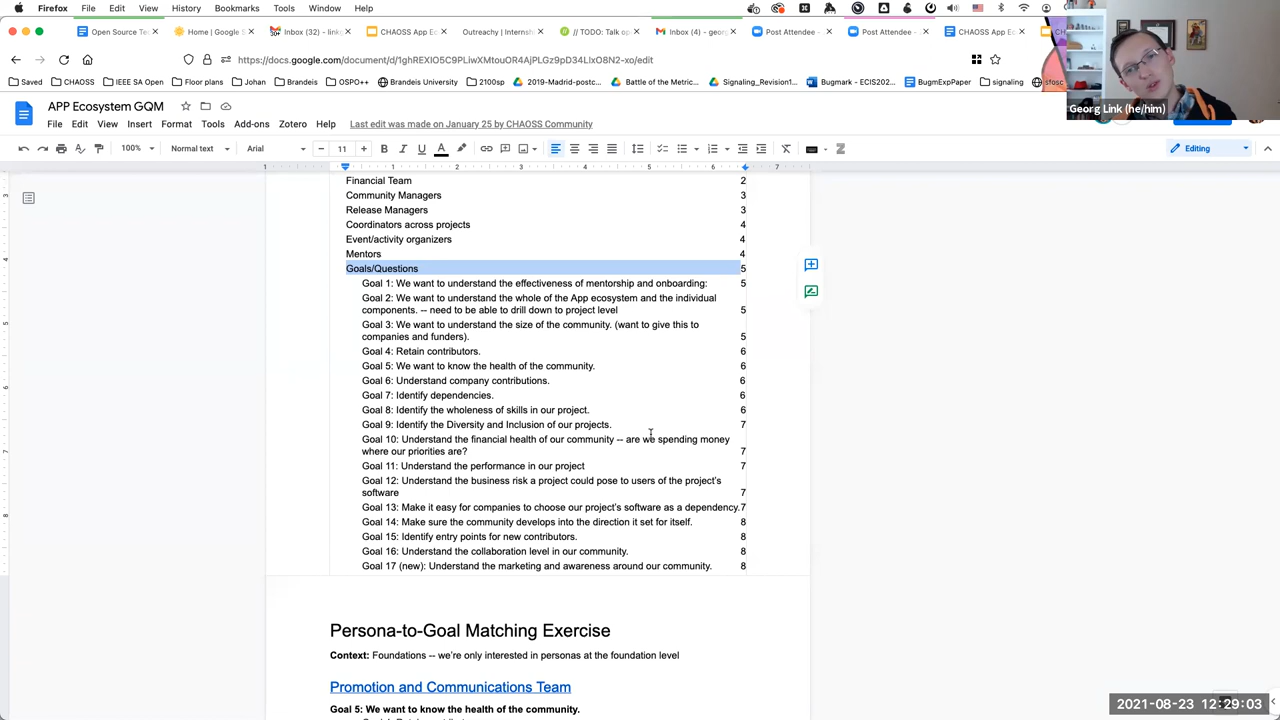 Firefox File Edit View History Bookmarks Tools Window Help
Open Source Te Home | Google S Inbox (32) - link CHAOSS App Ec Outreachy | Internsh // TODO: Talk op Inbox (4) - georg Post Attendee - Post Attendee - CHAOSS App Ec
https://docs.google.com/document/d/1ghREXIO5C9PLiwXMtouOR4AjPLGz9pD34LIxO8N2-xo/edit
Saved CHAOSS IEEE SA Open Floor plans Johan Brandeis OSPO++ Brandeis University 2100sp 2019-Madrid-postc... Battle of the Metric... Signaling_Revision1... Bugmark - ECIS202... BugmExpPaper signaling sfosc
Georg Link (he/him)
APP Ecosystem GQM
File Edit View Insert Format Tools Add-ons Zotero Help Last edit was made on January 25 by CHAOSS Community
100% Normal text Arial 11 Editing
1 1 2 3 4 5 6 7
Financial Team 2
Community Managers 3
Release Managers 3
Coordinators across projects 4
Event/activity organizers 4
Mentors 4
Goals/Questions 5
Goal 1: We want to understand the effectiveness of mentorship and onboarding: 5
Goal 2: We want to understand the whole of the App ecosystem and the individual
components. -- need to be able to drill down to project level 5
Goal 3: We want to understand the size of the community. (want to give this to
companies and funders). 5
Goal 4: Retain contributors. 6
Goal 5: We want to know the health of the community. 6
Goal 6: Understand company contributions. 6
Goal 7: Identify dependencies. 6
Goal 8: Identify the wholeness of skills in our project. 6
Goal 9: Identify the Diversity and Inclusion of our projects. 7
Goal 10: Understand the financial health of our community -- are we spending money
where our priorities are? 7
Goal 11: Understand the performance in our project 7
Goal 12: Understand the business risk a project could pose to users of the project's
software 7
Goal 13: Make it easy for companies to choose our project's software as a dependency. 7
Goal 14: Make sure the community develops into the direction it set for itself. 8
Goal 15: Identify entry points for new contributors. 8
Goal 16: Understand the collaboration level in our community. 8
Goal 17 (new): Understand the marketing and awareness around our community. 8
Persona-to-Goal Matching Exercise
Context: Foundations -- we're only interested in personas at the foundation level
Promotion and Communications Team
Goal 5: We want to know the health of the community.
2021-08-23 12:29:03